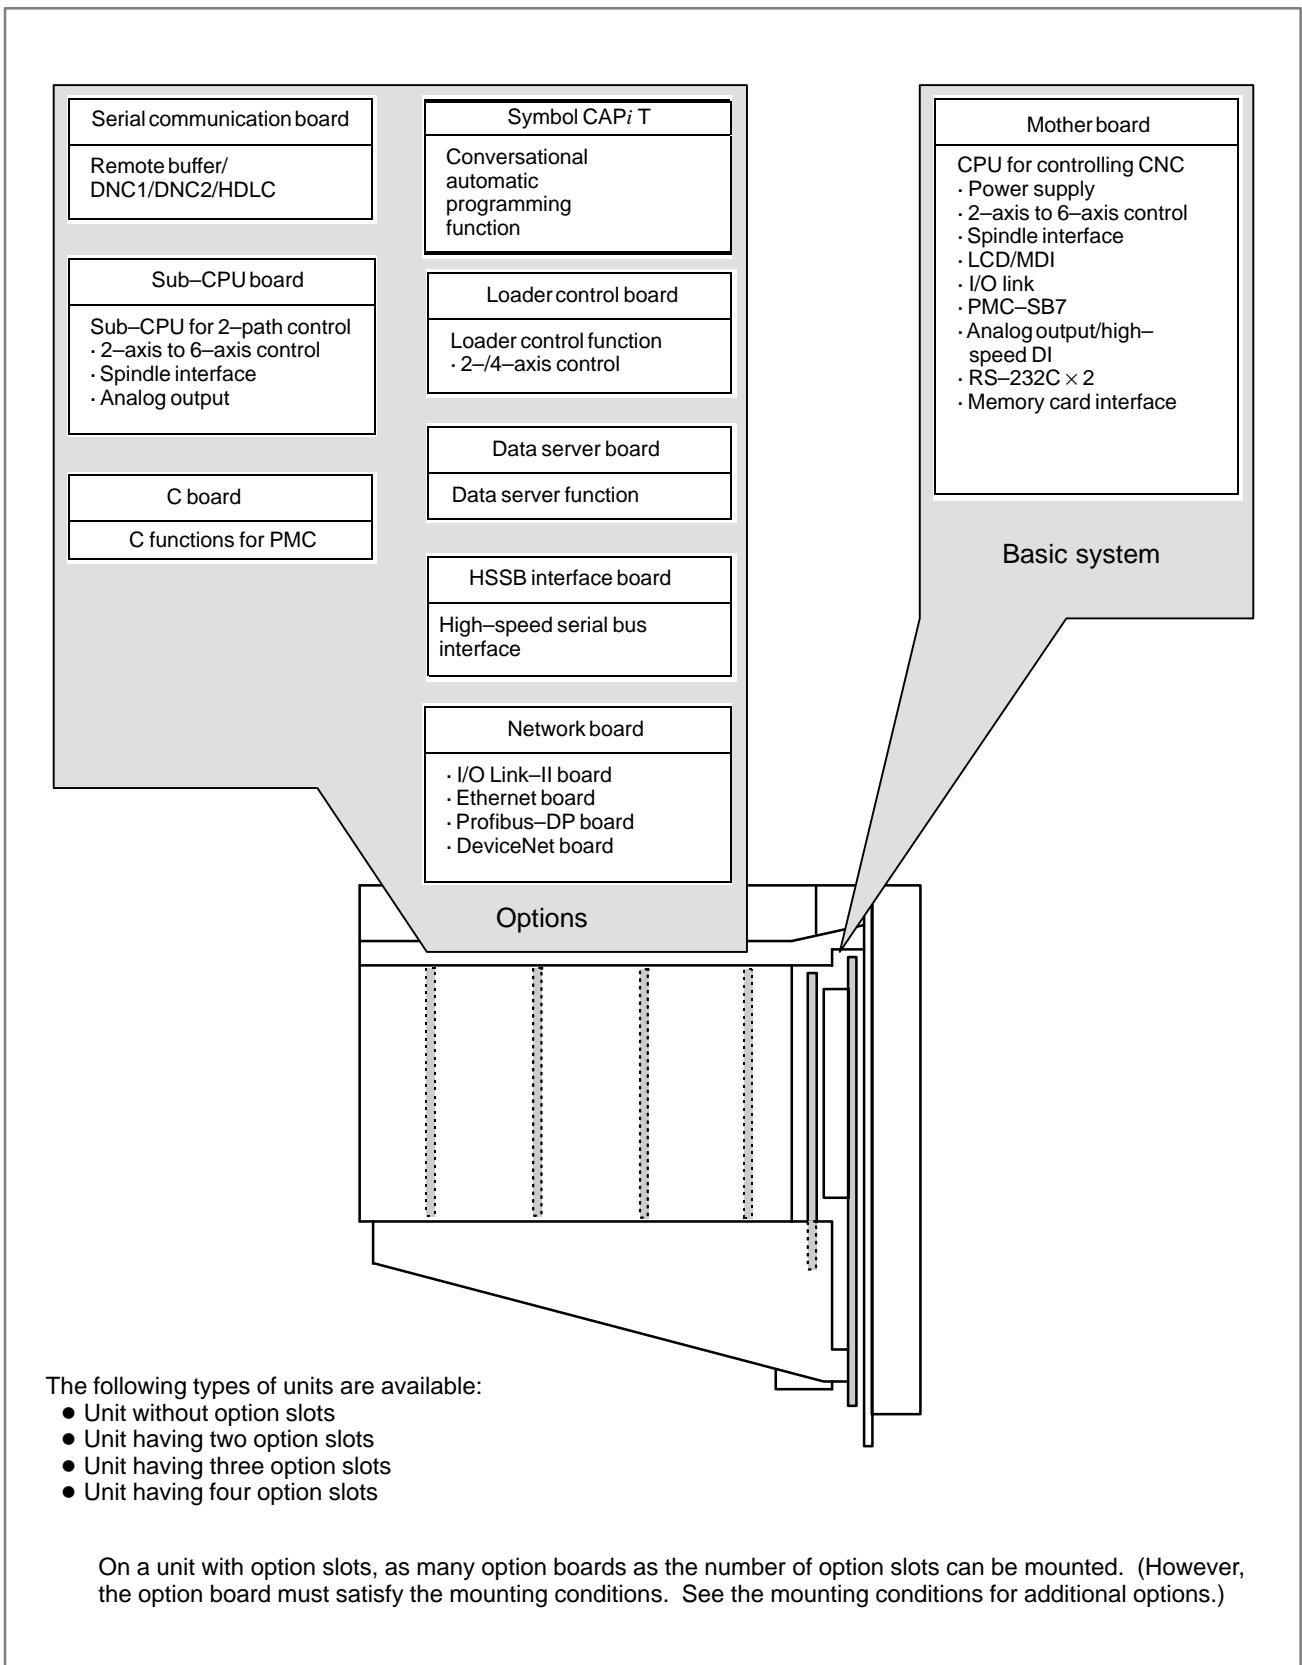 Serial communication board
Remote buffer/
DNC1/DNC2/HDLC
Sub–CPU board
Sub–CPU for 2–path control
· 2–axis to 6–axis control
· Spindle interface
· Analog output
C board
C functions for PMC
Symbol CAPi T
Conversational
automatic
programming
function
Loader control board
Loader control function
· 2–/4–axis control
Data server board
Data server function
HSSB interface board
High–speed serial bus
interface
Network board
· I/O Link–II board
· Ethernet board
· Profibus–DP board
· DeviceNet board
Options
Mother board
CPU for controlling CNC
· Power supply
· 2–axis to 6–axis control
· Spindle interface
· LCD/MDI
· I/O link
· PMC–SB7
· Analog output/high–
speed DI
· RS–232C × 2
· Memory card interface
Basic system
The following types of units are available:
● Unit without option slots
● Unit having two option slots
● Unit having three option slots
● Unit having four option slots
On a unit with option slots, as many option boards as the number of option slots can be mounted. (However,
the option board must satisfy the mounting conditions. See the mounting conditions for additional options.)